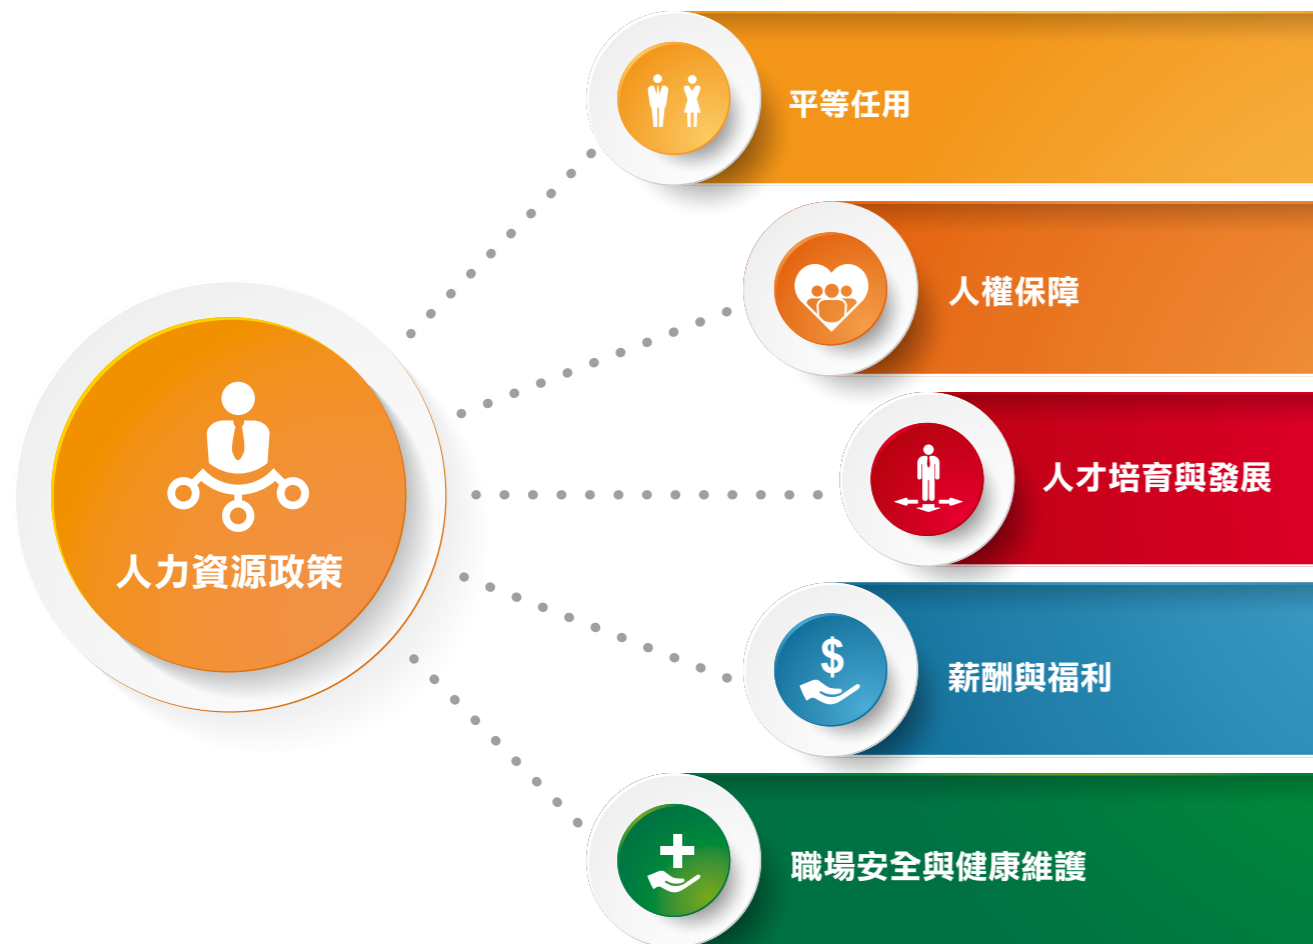 平等任用
人權保障
人才培育與發展
人力資源政策
薪酬與福利
職場安全與健康維護